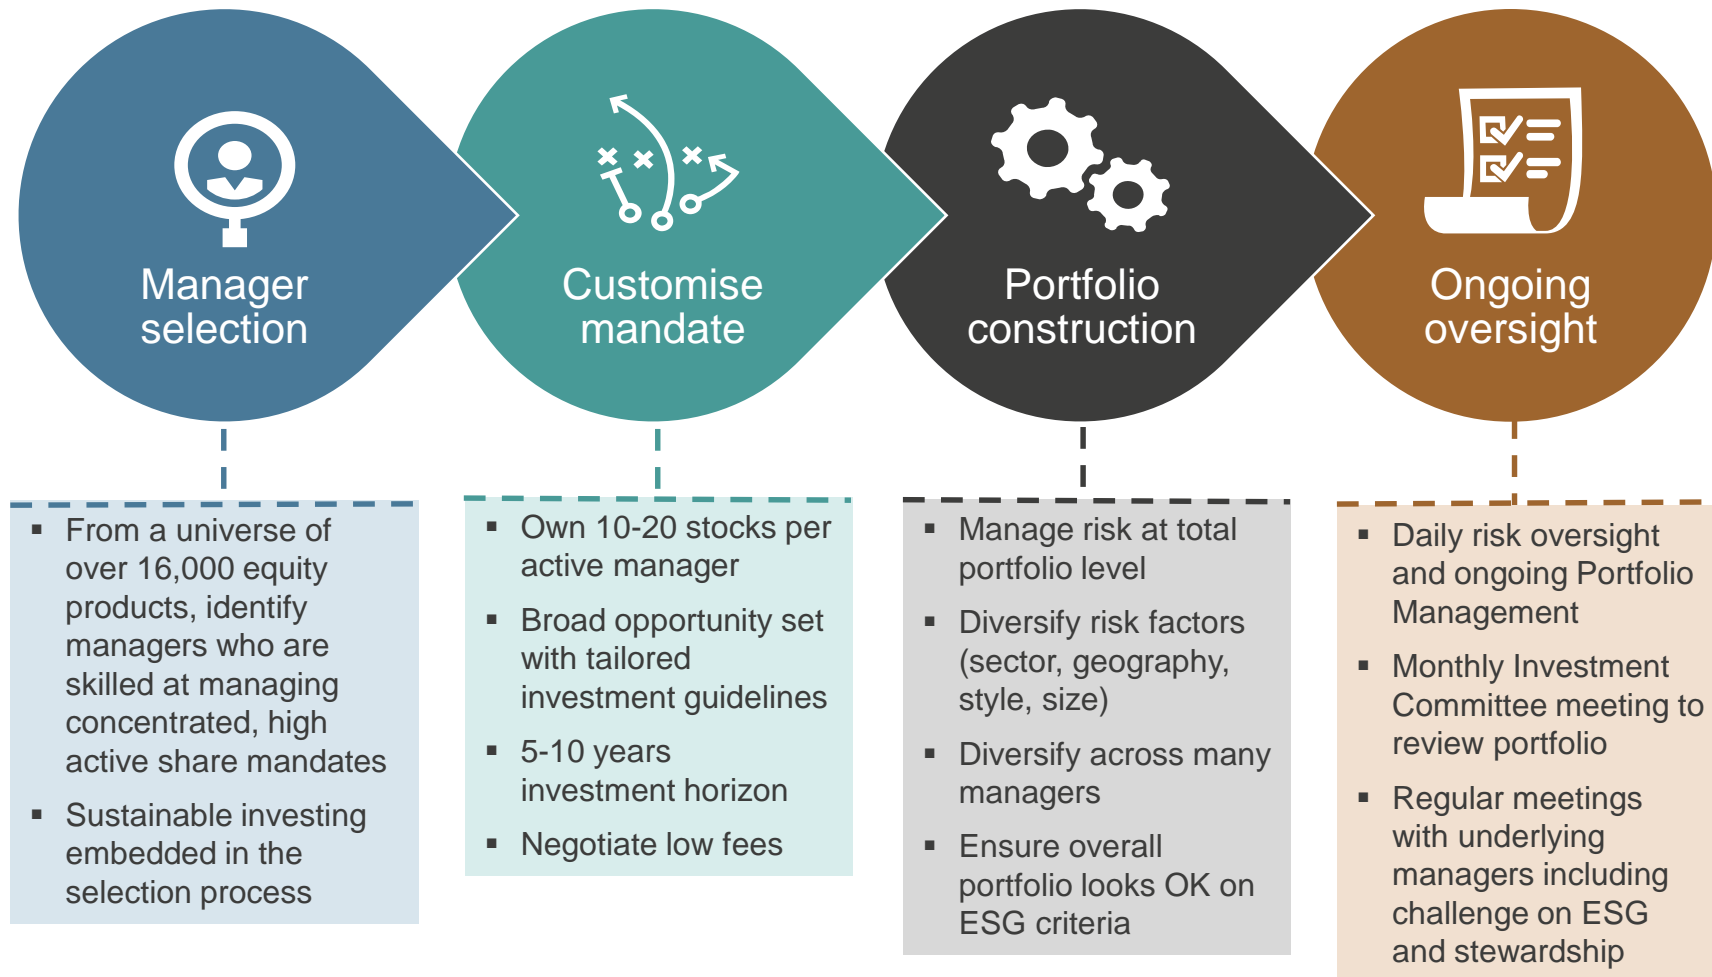 Manager
selection
Customise
mandate
Portfolio
construction
Ongoing
oversight
▪ From a universe of
over 16,000 equity
products, identify
managers who are
skilled at managing
concentrated, high
active share mandates
▪ Sustainable investing
embedded in the
selection process
▪ Own 10-20 stocks per
active manager
▪ Broad opportunity set
with tailored
investment guidelines
▪ 5-10 years
investment horizon
▪ Negotiate low fees
▪ Manage risk at total
portfolio level
▪ Diversify risk factors
(sector, geography,
style, size)
▪ Diversify across many
managers
▪ Ensure overall
portfolio looks OK on
ESG criteria
▪ Daily risk oversight
and ongoing Portfolio
Management
▪ Monthly Investment
Committee meeting to
review portfolio
▪ Regular meetings
with underlying
managers including
challenge on ESG
and stewardship